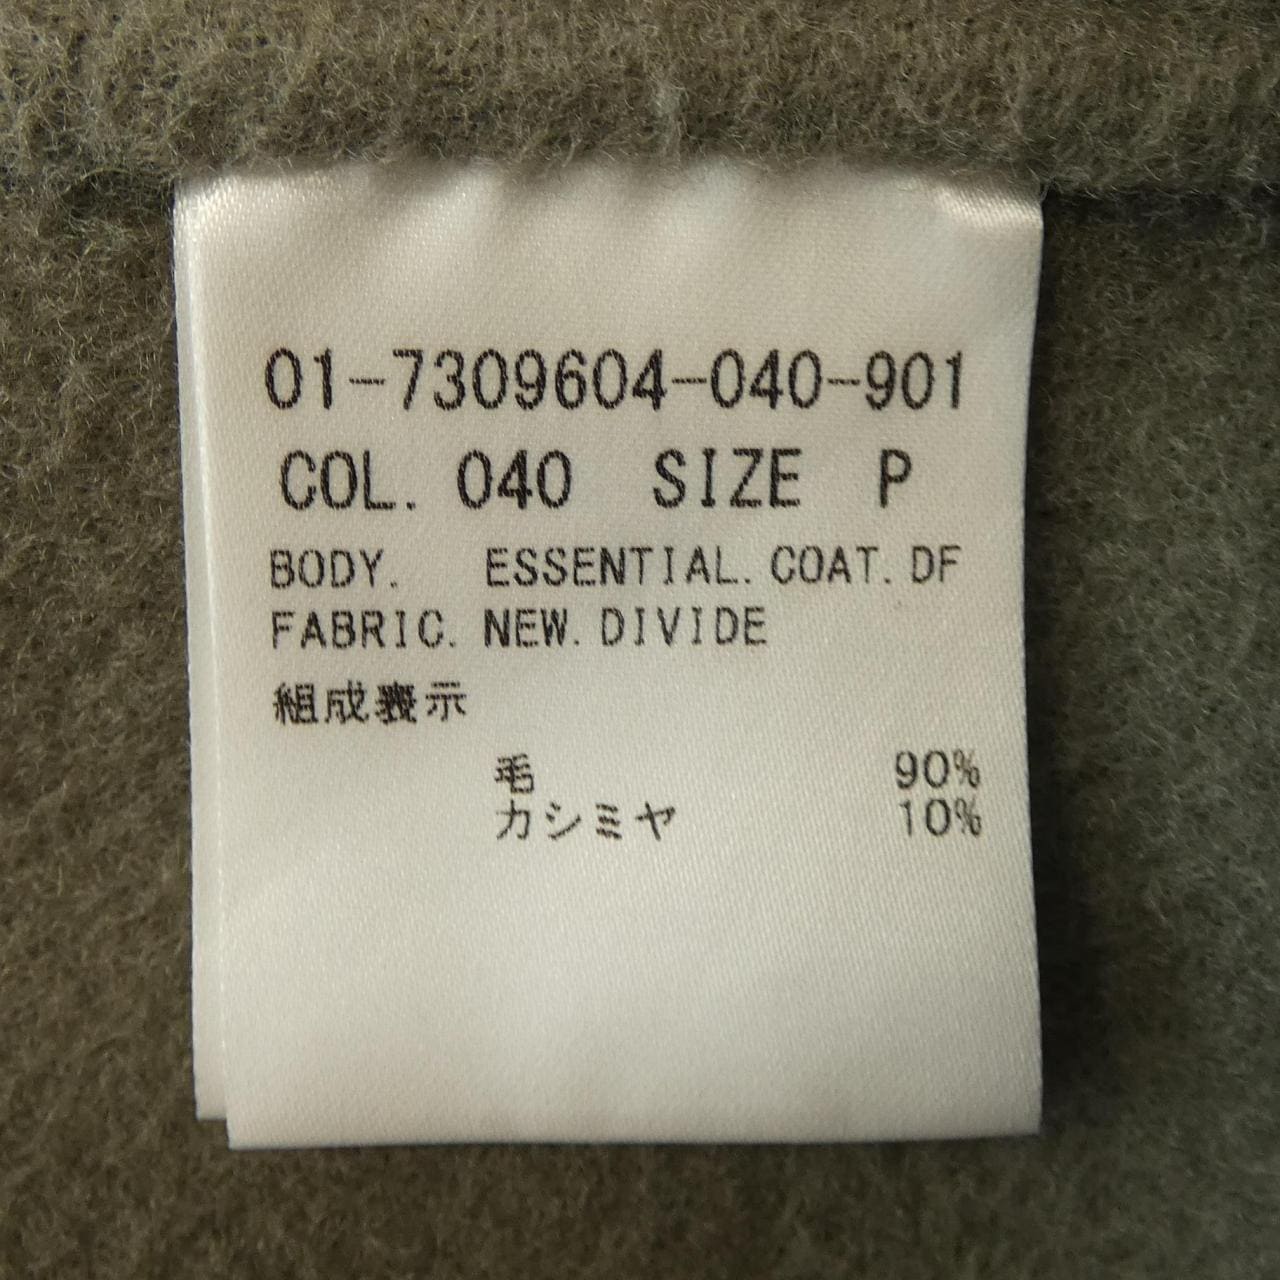 01-7309604-040-901
COL. 040 SIZE P
BODY. ESSENTIAL.COAT.DF
FABRIC. NEW.DIVIDE
組成表示
毛 90%
カシミヤ 10%